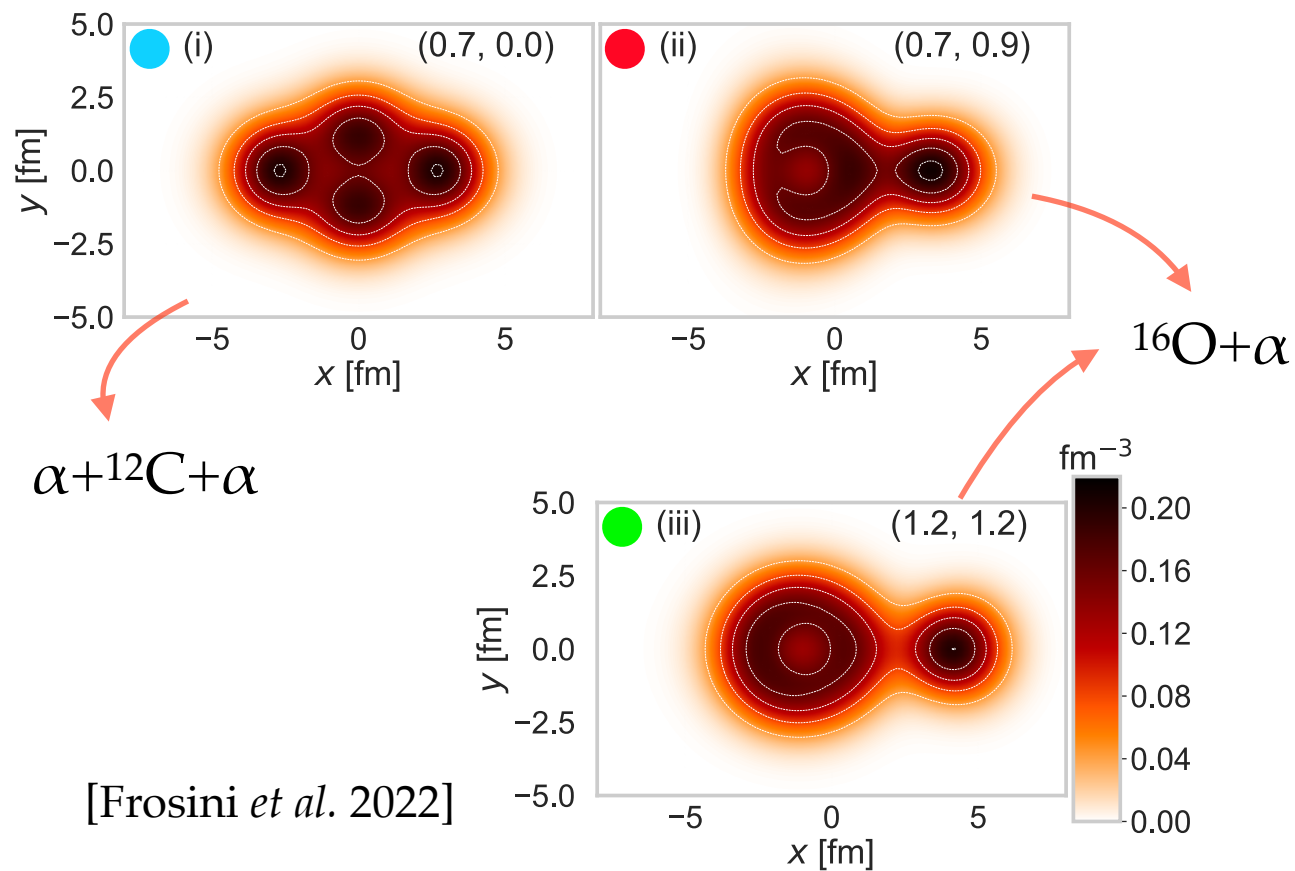 5.0
(i) (0.7, 0.0)
(ii) (0.7, 0.9)
2.5
0.0
−2.5
−5.0
y [fm]
−5 0 5
x [fm]
−5 0 5
x [fm]
¹⁶O+α
α+¹²C+α
fm⁻³
5.0
(iii) (1.2, 1.2)
2.5
0.0
−2.5
−5.0
y [fm]
−5 0 5
x [fm]
0.20
0.16
0.12
0.08
0.04
0.00
[Frosini et al. 2022]